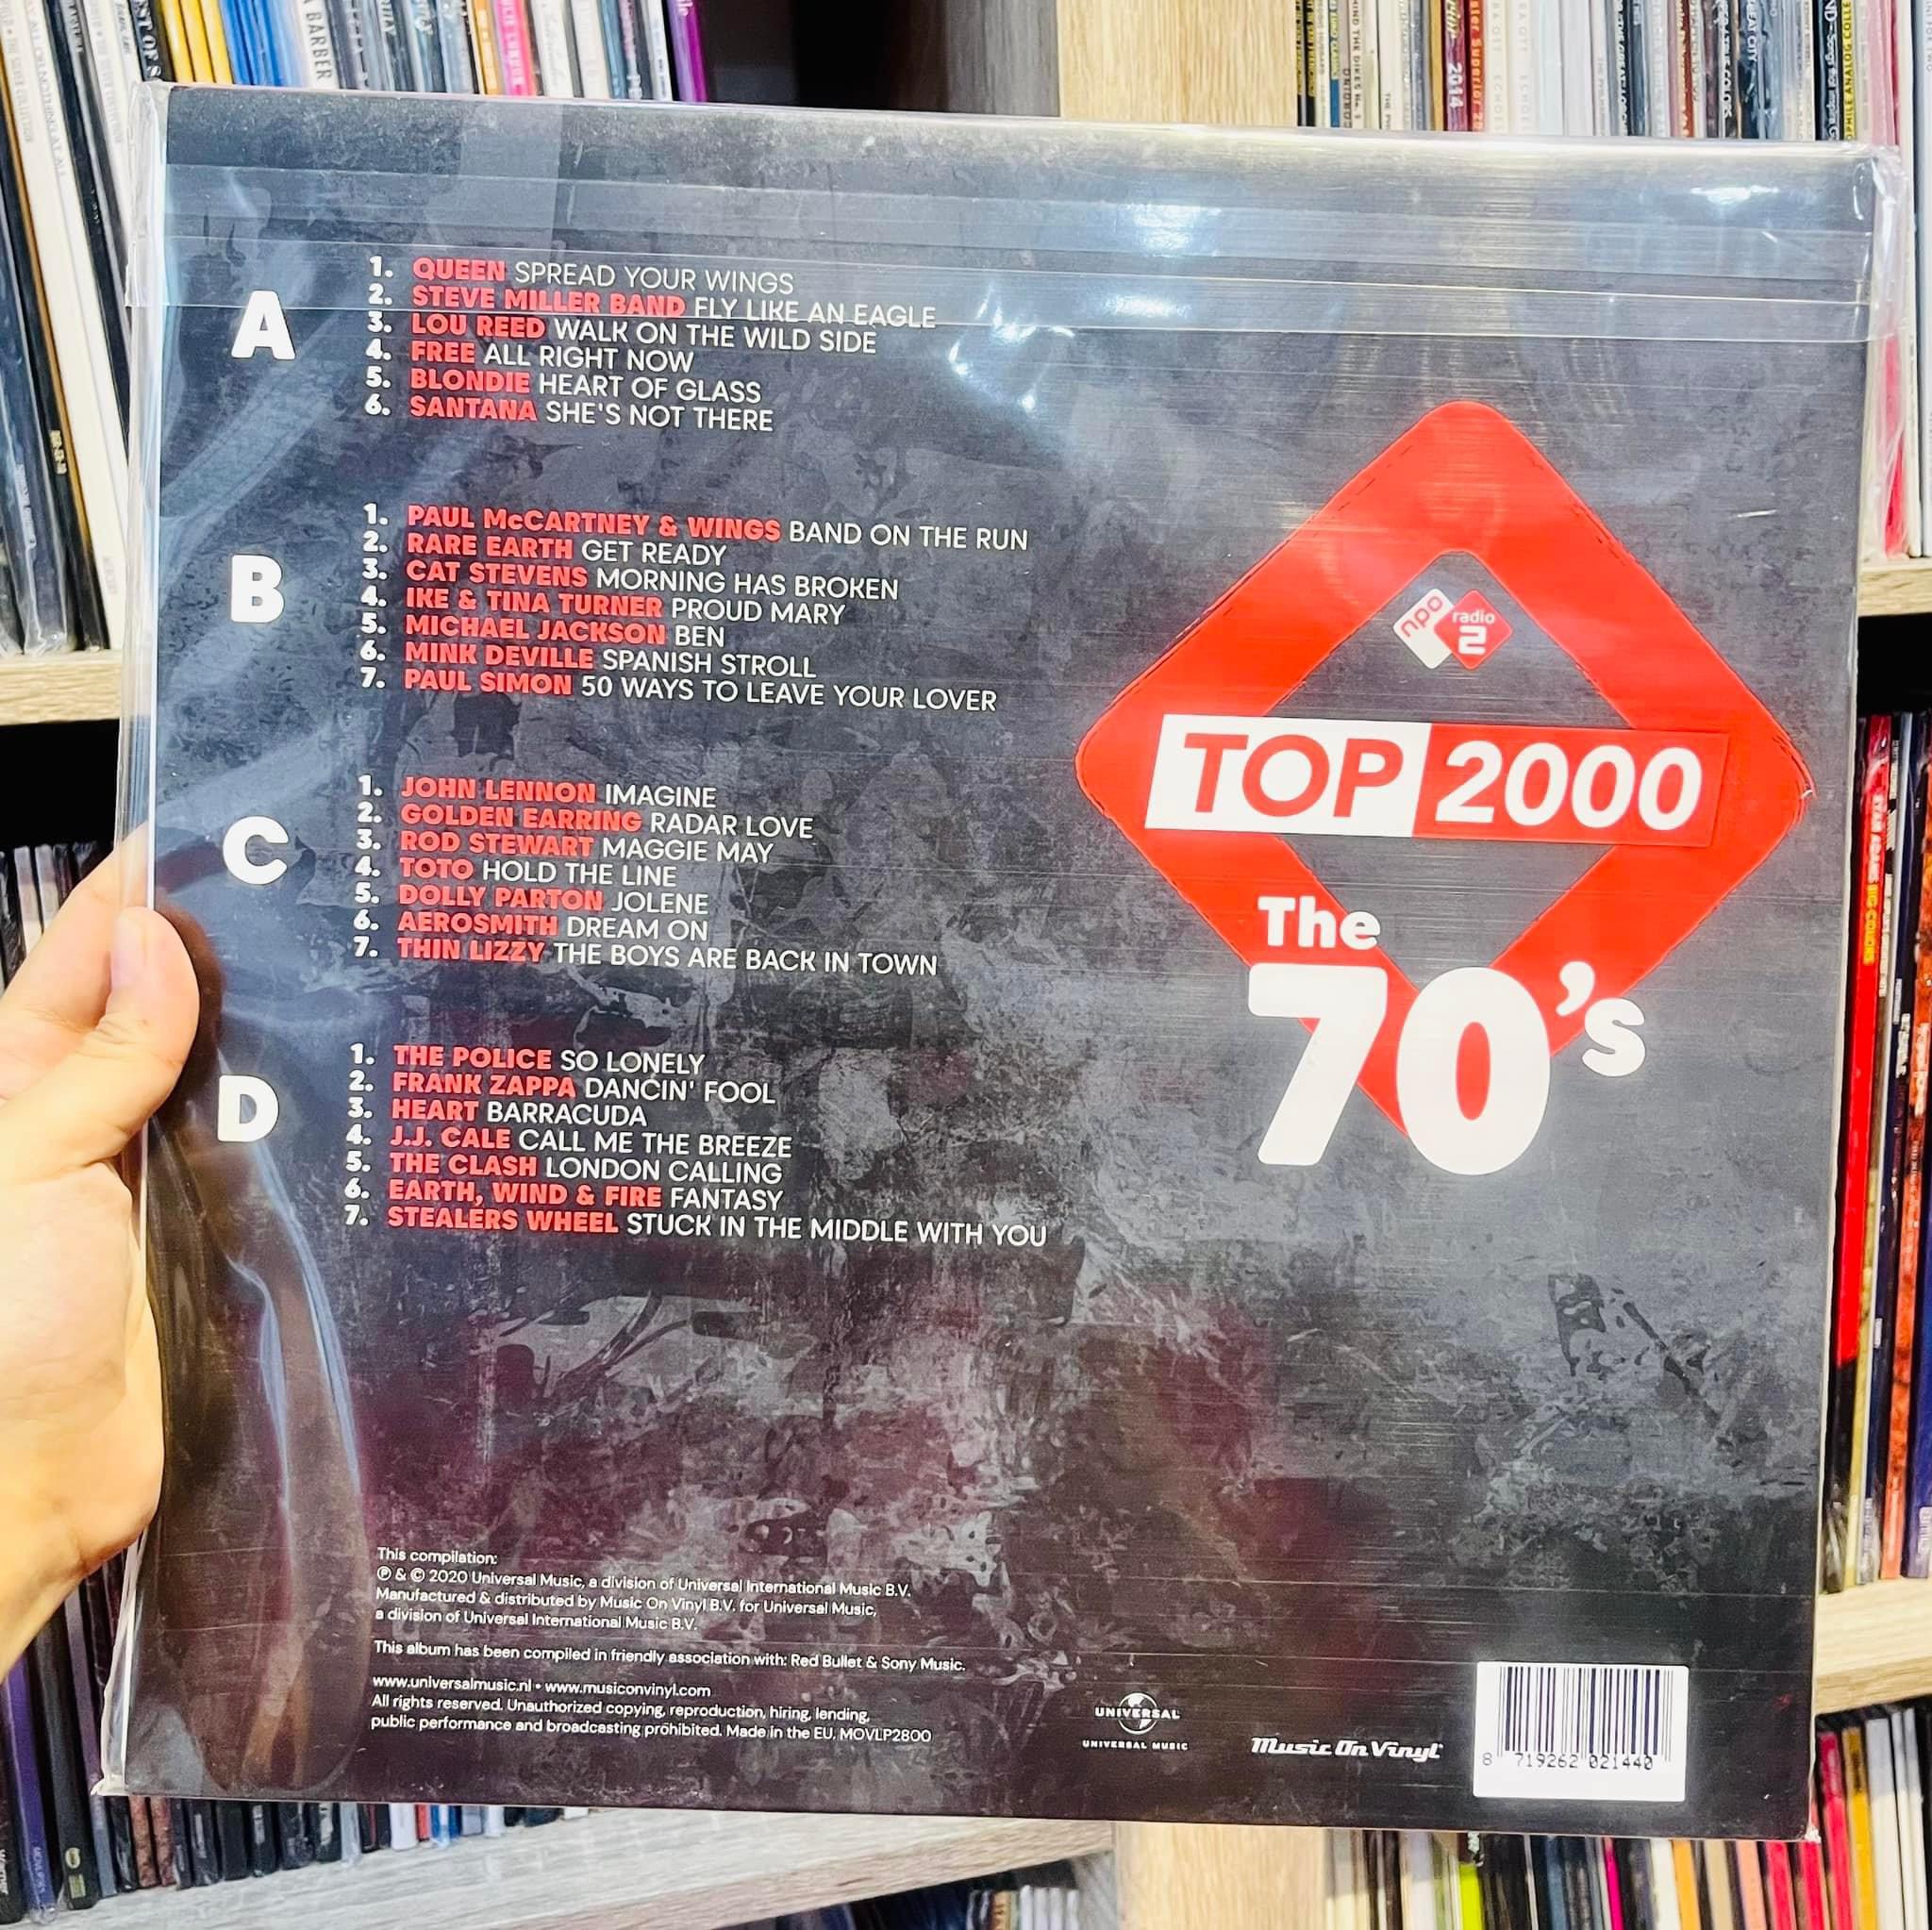 A
1. QUEEN SPREAD YOUR WINGS
2. STEVE MILLER BAND FLY LIKE AN EAGLE
3. LOU REED WALK ON THE WILD SIDE
4. FREE ALL RIGHT NOW
5. BLONDIE HEART OF GLASS
6. SANTANA SHE'S NOT THERE
B
1. PAUL McCARTNEY & WINGS BAND ON THE RUN
2. RARE EARTH GET READY
3. CAT STEVENS MORNING HAS BROKEN
4. IKE & TINA TURNER PROUD MARY
5. MICHAEL JACKSON BEN
6. MINK DEVILLE SPANISH STROLL
7. PAUL SIMON 50 WAYS TO LEAVE YOUR LOVER
C
1. JOHN LENNON IMAGINE
2. GOLDEN EARRING RADAR LOVE
3. ROD STEWART MAGGIE MAY
4. TOTO HOLD THE LINE
5. DOLLY PARTON JOLENE
6. AEROSMITH DREAM ON
7. THIN LIZZY THE BOYS ARE BACK IN TOWN
D
1. THE POLICE SO LONELY
2. FRANK ZAPPA DANCIN' FOOL
3. HEART BARRACUDA
4. J.J. CALE CALL ME THE BREEZE
5. THE CLASH LONDON CALLING
6. EARTH, WIND & FIRE FANTASY
7. STEALERS WHEEL STUCK IN THE MIDDLE WITH YOU
npo radio 2
TOP 2000
The
70's
This compilation:
℗ & © 2020 Universal Music, a division of Universal International Music B.V.
Manufactured & distributed by Music On Vinyl B.V. for Universal Music,
a division of Universal International Music B.V.
This album has been compiled in friendly association with: Red Bullet & Sony Music.
www.universalmusic.nl • www.musiconvinyl.com
All rights reserved. Unauthorized copying, reproduction, hiring, lending,
public performance and broadcasting prohibited. Made in the EU. MOVLP2800
UNIVERSAL
UNIVERSAL MUSIC
Music On Vinyl
8 719262 021440
BARBER
2014